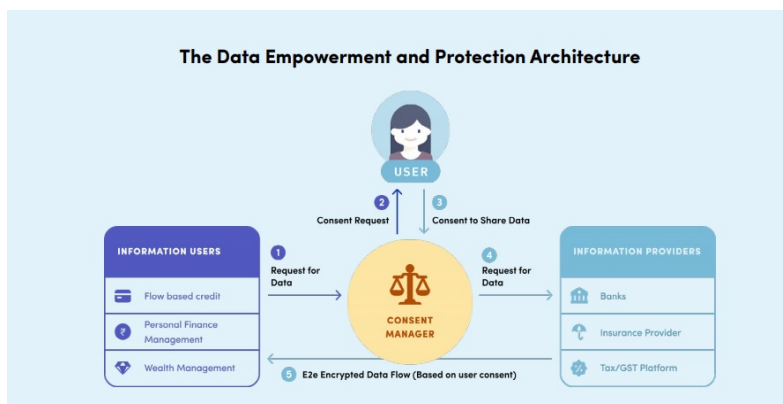 The Data Empowerment and Protection Architecture
USER
2
3
Consent Request
Consent to Share Data
INFORMATION USERS
Flow based credit
₹
Personal Finance
Management
Wealth Management
1
Request for
Data
CONSENT
MANAGER
4
Request for
Data
INFORMATION PROVIDERS
Banks
Insurance Provider
Tax/GST Platform
5 E2e Encrypted Data Flow (Based on user consent)